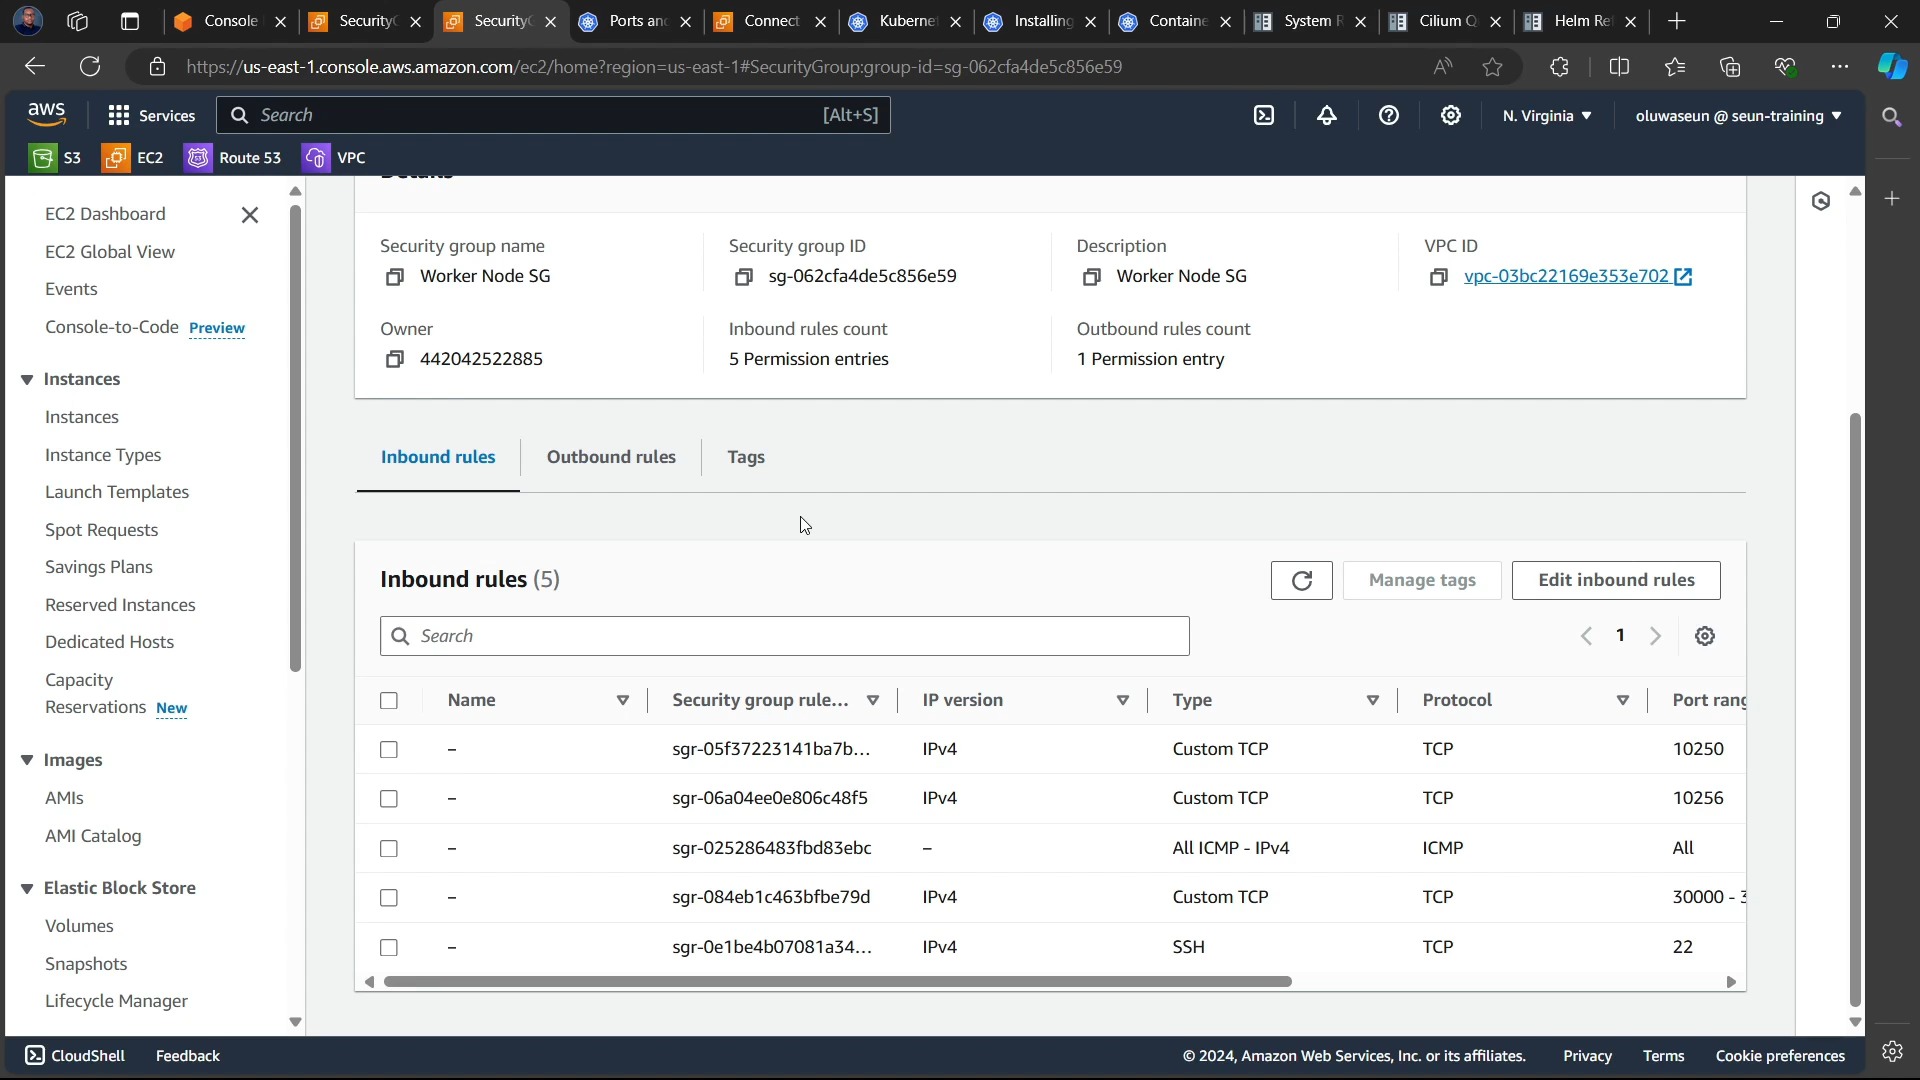 Console
SecurityG
SecurityG
Ports an
Connect
Kuberne
Installing
Containe
System R
Cilium Q
Helm Re
https://us-east-1.console.aws.amazon.com/ec2/home?region=us-east-1#SecurityGroup:group-id=sg-062cfa4de5c856e59
aws
Services
Search
[Alt+S]
N. Virginia
oluwaseun @ seun-training
S3
EC2
Route 53
VPC
EC2 Dashboard
EC2 Global View
Events
Console-to-Code Preview
Instances
Instances
Instance Types
Launch Templates
Spot Requests
Savings Plans
Reserved Instances
Dedicated Hosts
Capacity
Reservations New
Images
AMIs
AMI Catalog
Elastic Block Store
Volumes
Snapshots
Lifecycle Manager
Details
Security group name
Worker Node SG
Security group ID
sg-062cfa4de5c856e59
Description
Worker Node SG
VPC ID
vpc-03bc22169e353e702
Owner
442042522885
Inbound rules count
5 Permission entries
Outbound rules count
1 Permission entry
Inbound rules
Outbound rules
Tags
Inbound rules (5)
Manage tags
Edit inbound rules
Search
1
Name Security group rule... IP version Type Protocol Port rang
- sgr-05f37223141ba7b... IPv4 Custom TCP TCP 10250
- sgr-06a04ee0e806c48f5 IPv4 Custom TCP TCP 10256
- sgr-025286483fbd83ebc - All ICMP - IPv4 ICMP All
- sgr-084eb1c463bfbe79d IPv4 Custom TCP TCP 30000 - 3
- sgr-0e1be4b07081a34... IPv4 SSH TCP 22
CloudShell
Feedback
© 2024, Amazon Web Services, Inc. or its affiliates.
Privacy
Terms
Cookie preferences